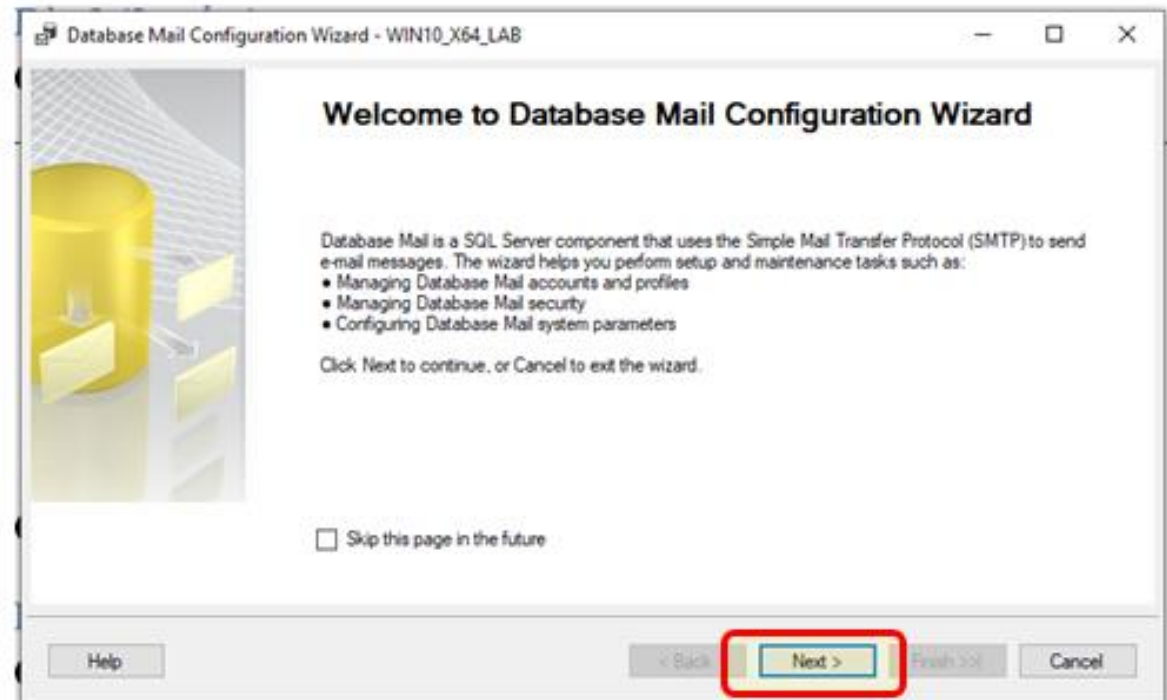 Database Mail Configuration Wizard - WIN10_X64_LAB
Welcome to Database Mail Configuration Wizard
Database Mail is a SQL Server component that uses the Simple Mail Transfer Protocol (SMTP) to send
e-mail messages. The wizard helps you perform setup and maintenance tasks such as:
• Managing Database Mail accounts and profiles
• Managing Database Mail security
• Configuring Database Mail system parameters
Click Next to continue, or Cancel to exit the wizard.
Skip this page in the future
Help < Back Next > Finish >>| Cancel